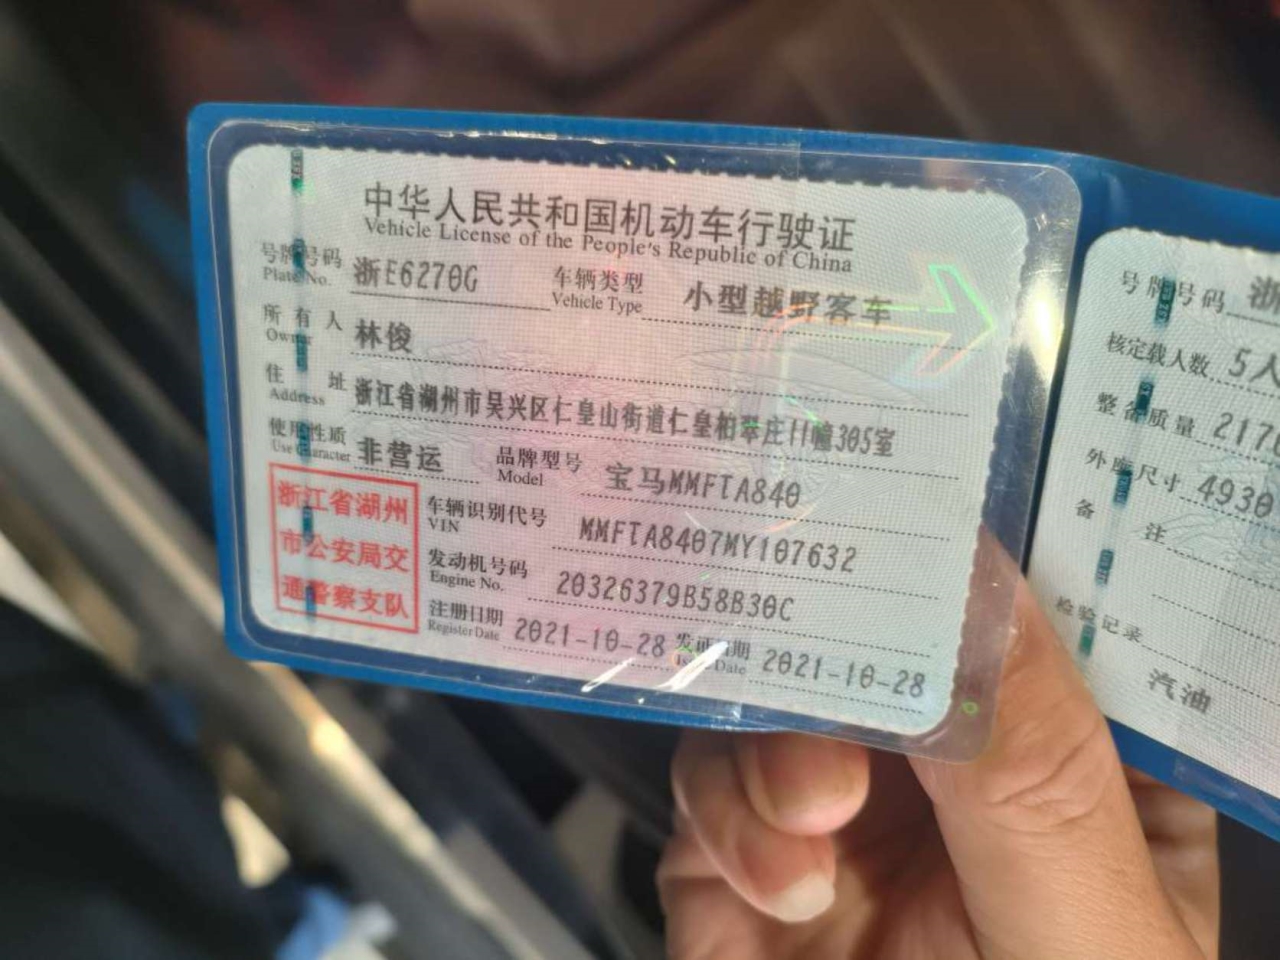 中华人民共和国机动车行驶证
Vehicle License of the People's Republic of China
号牌号码 浙E6270G 车辆类型 小型越野客车
Plate No. Vehicle Type
所有人 林俊
Owner
住址 浙江省湖州市吴兴区仁皇山街道仁皇柏翠庄11幢305室
Address
使用性质 非营运 品牌型号 宝马MMFTA840
Use Character Model
浙江省湖州
市公安局交
通警察支队
车辆识别代号 MMFTA8407MY107632
VIN
发动机号码 20326379B58B30C
Engine No.
注册日期 2021-10-28 发证日期 2021-10-28
Register Date Issue Date
号牌号码 浙
核定载人数 5人
整备质量 217
外廓尺寸 4930
备注
检验记录
汽油